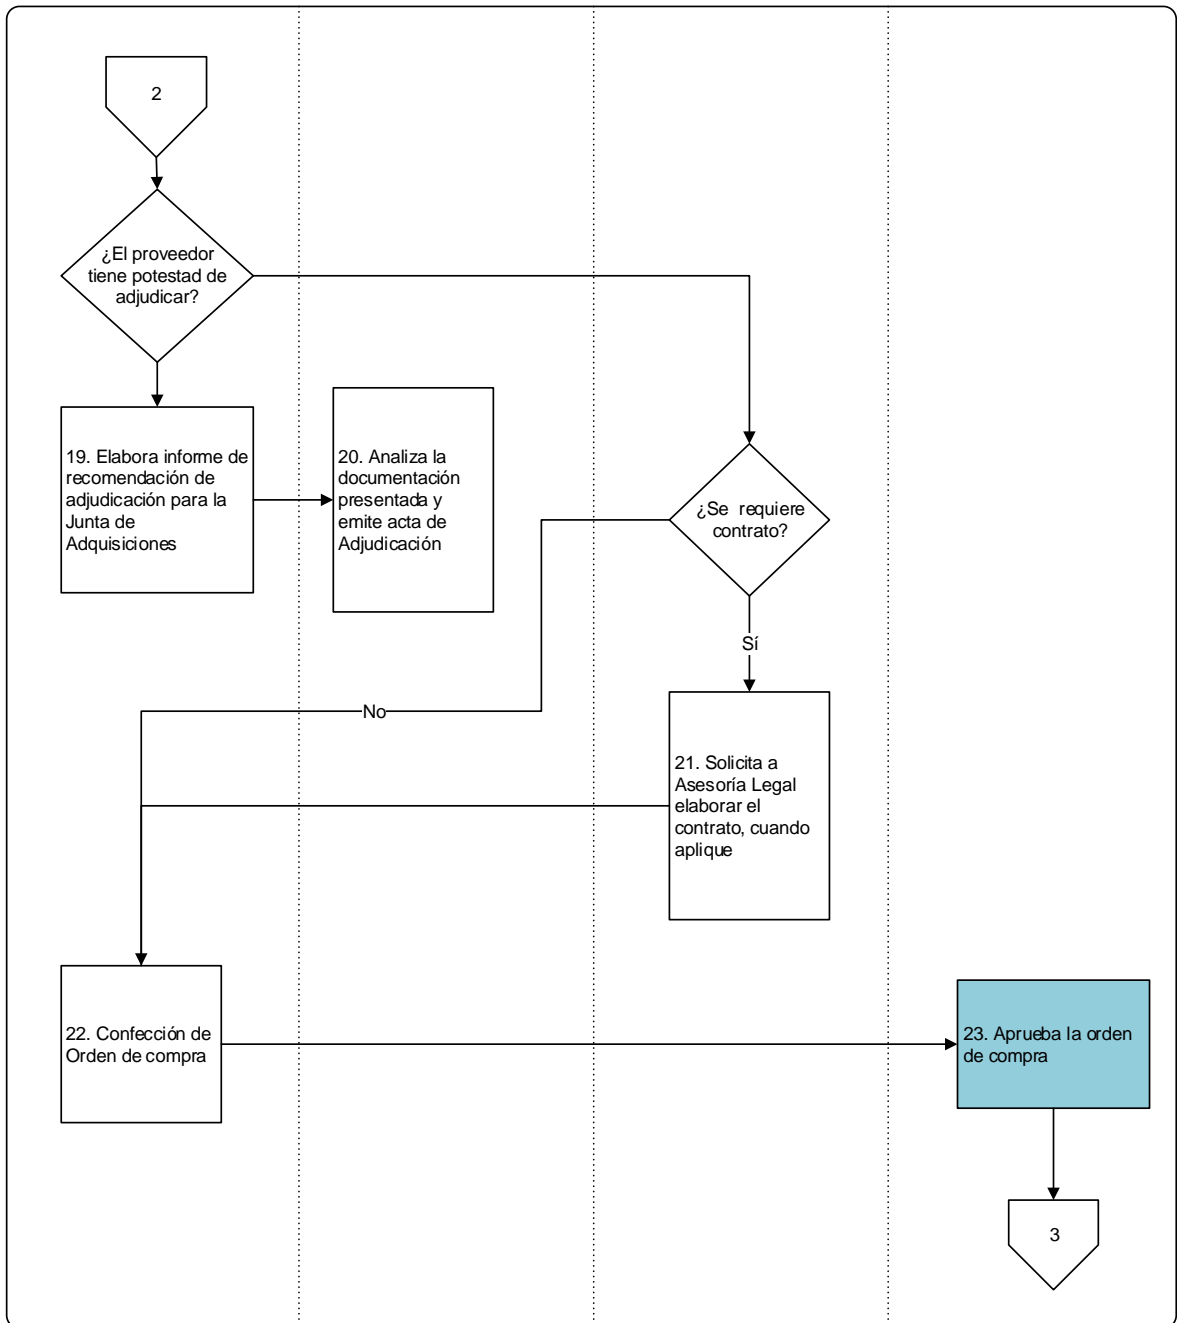 2
¿El proveedor
tiene potestad de
adjudicar?
19. Elabora informe de
recomendación de
adjudicación para la
Junta de
Adquisiciones
20. Analiza la
documentación
presentada y
emite acta de
Adjudicación
¿Se requiere
contrato?
Sí
No
21. Solicita a
Asesoría Legal
elaborar el
contrato, cuando
aplique
22. Confección de
Orden de compra
23. Aprueba la orden
de compra
3